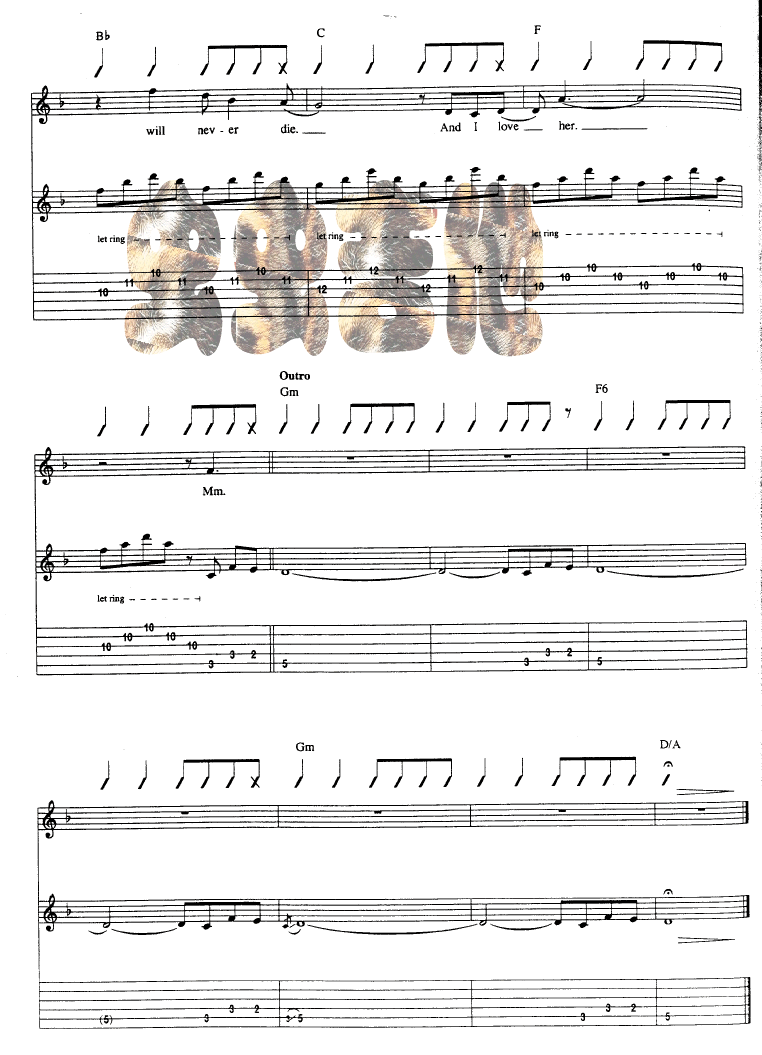 B♭ C F
will nev - er die. And I love her.
let ring let ring let ring
10 11 10 11 10 11 10 11 12 11 12 11 12 11 12 11 10 10 10 10 10 10 10 10
Outro
Gm F6
Mm.
let ring
10 10 10 10 10 3 3 2 5 3 3 2 5
Gm D/A
(5) 3 3 2 3 5 3 3 2 5